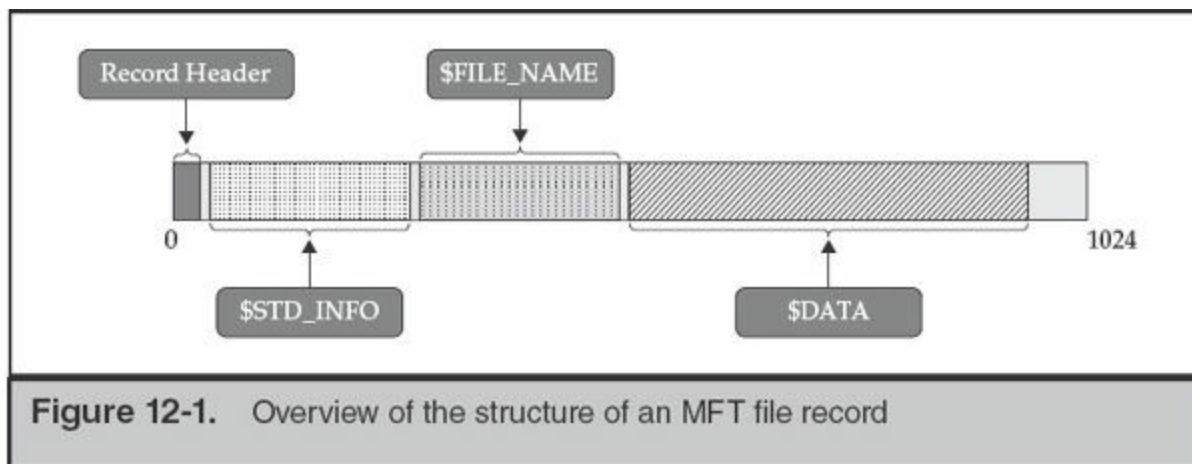 Record Header
$FILE_NAME
0
1024
$STD_INFO
$DATA
Figure 12-1. Overview of the structure of an MFT file record